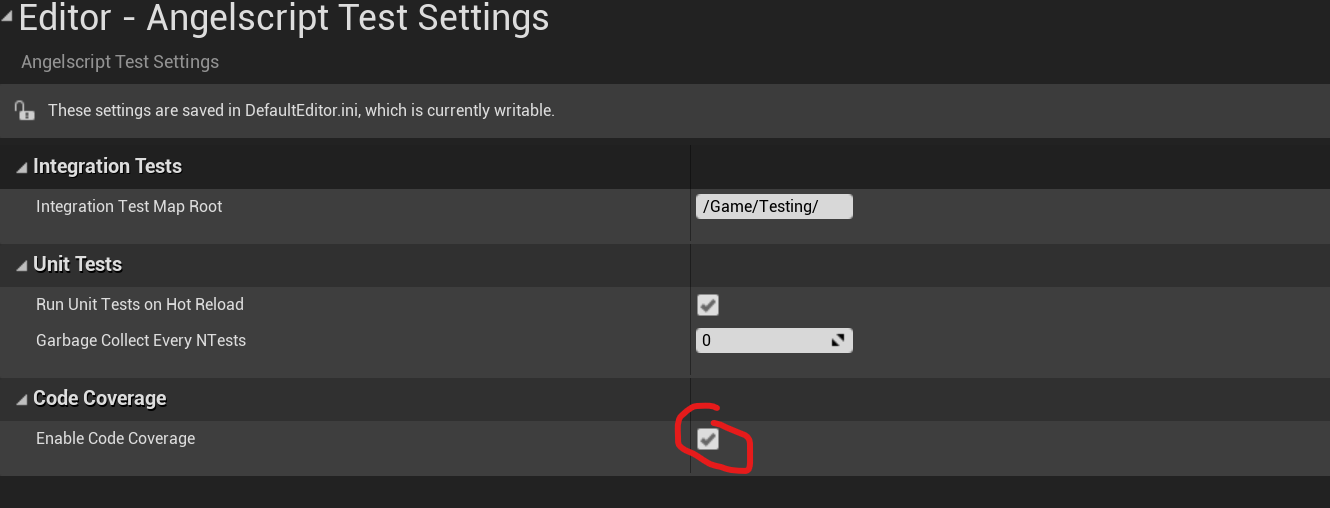 Editor - Angelscript Test Settings
Angelscript Test Settings
These settings are saved in DefaultEditor.ini, which is currently writable.
Integration Tests
Integration Test Map Root /Game/Testing/
Unit Tests
Run Unit Tests on Hot Reload
Garbage Collect Every NTests 0
Code Coverage
Enable Code Coverage